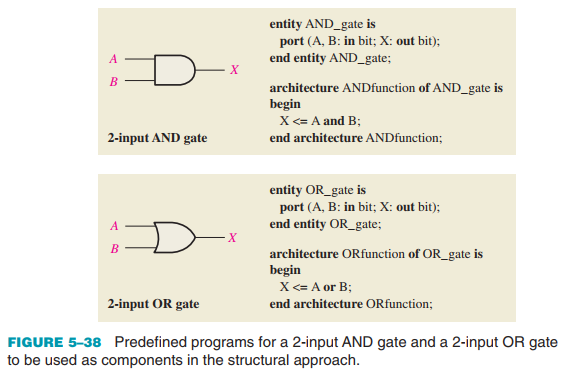 entity AND_gate is
port (A, B: in bit; X: out bit);
end entity AND_gate;
A
B
X
architecture ANDfunction of AND_gate is
begin
X <= A and B;
2-input AND gate
end architecture ANDfunction;
entity OR_gate is
port (A, B: in bit; X: out bit);
end entity OR_gate;
A
B
X
architecture ORfunction of OR_gate is
begin
X <= A or B;
2-input OR gate
end architecture ORfunction;
FIGURE 5–38 Predefined programs for a 2-input AND gate and a 2-input OR gate
to be used as components in the structural approach.